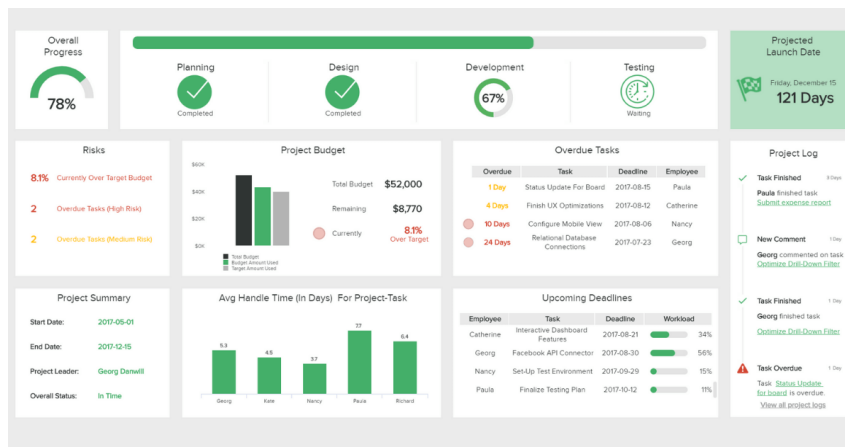 Overall
Progress
78%
Planning
Completed
Design
Completed
Development
67%
Testing
Waiting
Projected
Launch Date
Friday, December 15
121 Days
Risks
8.1% Currently Over Target Budget
2 Overdue Tasks (High Risk)
2 Overdue Tasks (Medium Risk)
Project Budget
$60K
$40K
$20K
$0K
Total Budget
Budget Amount Used
Target Amount Used
Total Budget $52,000
Remaining $8,770
Currently 8.1%
Over Target
Overdue Tasks
Overdue Task Deadline Employee
1 Day Status Update For Board 2017-08-15 Paula
4 Days Finish UX Optimizations 2017-08-12 Catherine
10 Days Configure Mobile View 2017-08-06 Nancy
24 Days Relational Database Connections 2017-07-23 Georg
Project Log
Task Finished 8 Days
Paula finished task
Submit expense report
New Comment 1 Day
Georg commented on task
Optimize Drill-Down Filter
Task Finished 1 Day
Georg finished task
Optimize Drill-Down Filter
Task Overdue 1 Day
Task Status Update
for board is overdue.
View all project logs
Project Summary
Start Date: 2017-05-01
End Date: 2017-12-15
Project Leader: Georg Danwill
Overall Status: In Time
Avg Handle Time (In Days) For Project-Task
5.3
4.5
3.7
7.7
6.4
Georg
Kate
Nancy
Paula
Richard
Upcoming Deadlines
Employee Task Deadline Workload
Catherine Interactive Dashboard Features 2017-08-21 34%
Georg Facebook API Connector 2017-08-30 56%
Nancy Set-Up Test Environment 2017-09-29 15%
Paula Finalize Testing Plan 2017-10-12 11%